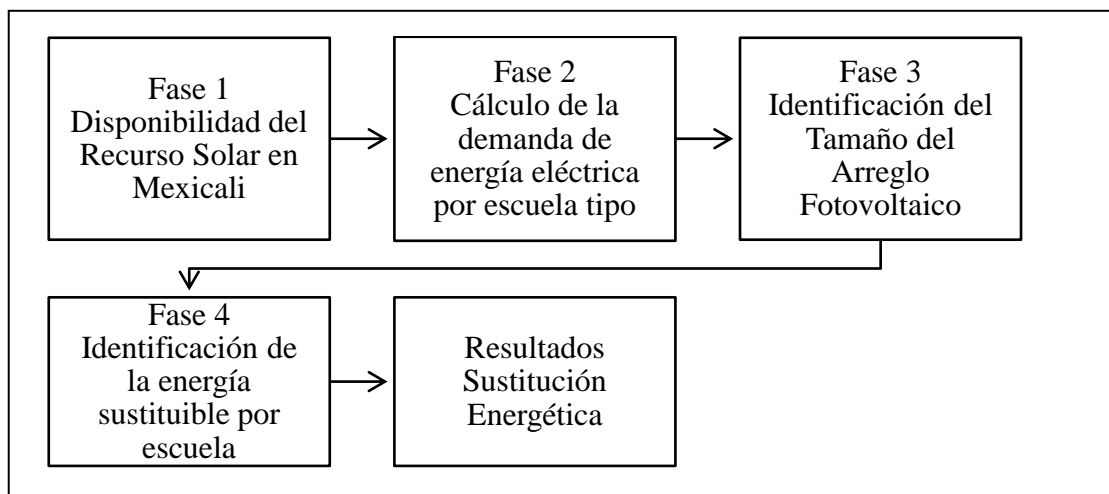 Fase 1
Disponibilidad del
Recurso Solar en
Mexicali
Fase 2
Cálculo de la
demanda de
energía eléctrica
por escuela tipo
Fase 3
Identificación del
Tamaño del
Arreglo
Fotovoltaico
Fase 4
Identificación de
la energía
sustituible por
escuela
Resultados
Sustitución
Energética